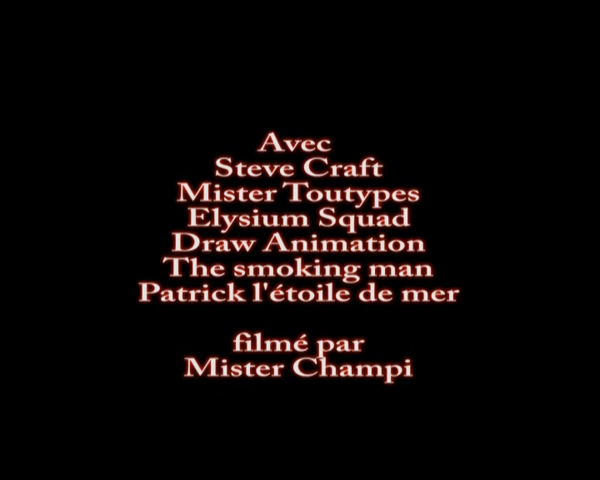 Avec
Steve Craft
Mister Toutypes
Elysium Squad
Draw Animation
The smoking man
Patrick l'étoile de mer
filmé par
Mister Champi